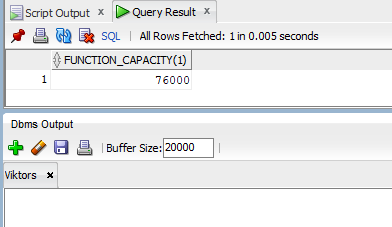 Script Output x Query Result x
SQL | All Rows Fetched: 1 in 0.005 seconds
FUNCTION_CAPACITY(1)
1 76000
Dbms Output
Buffer Size: 20000
Viktors x